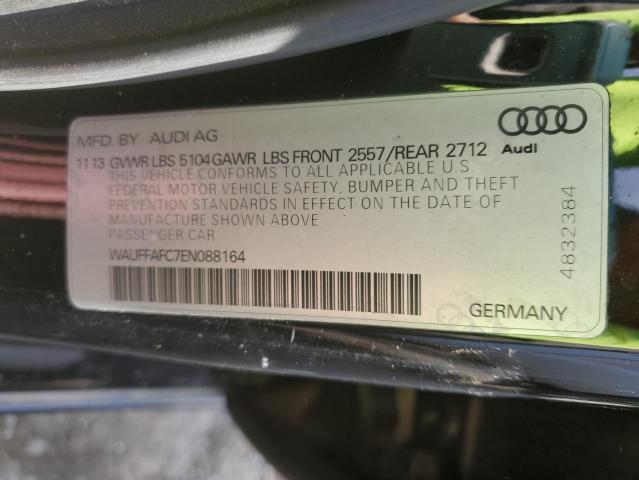 MFD. BY AUDI AG
11 13 GVWR LBS 5104 GAWR LBS FRONT 2557/REAR 2712
Audi
THIS VEHICLE CONFORMS TO ALL APPLICABLE U.S.
FEDERAL MOTOR VEHICLE SAFETY, BUMPER AND THEFT
PREVENTION STANDARDS IN EFFECT ON THE DATE OF
MANUFACTURE SHOWN ABOVE
PASSENGER CAR
WAUFFAFC7EN088164
4832384
GERMANY